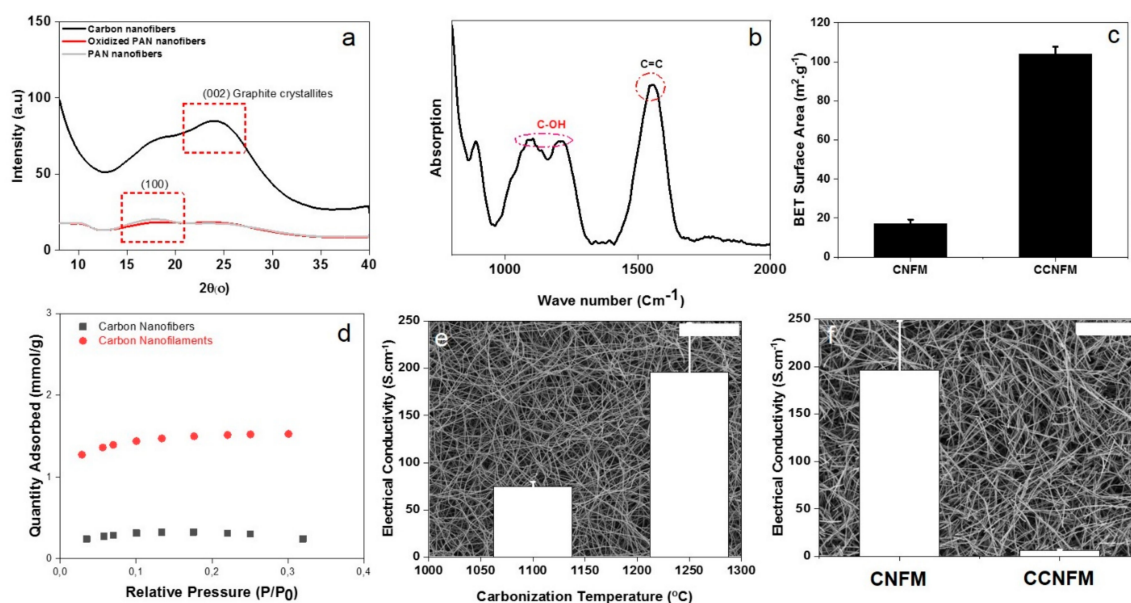 a
Carbon nanofibers
Oxidized PAN nanofibers
PAN nanofibers
(002) Graphite crystallites
(100)
Intensity (a.u)
150
100
50
0
10 15 20 25 30 35 40
2θ(o)
b
C=C
C-OH
Absorption
1000 1500 2000
Wave number (Cm-1)
c
BET Surface Area (m2.g-1)
120
100
80
60
40
20
0
CNFM CCNFM
d
Carbon Nanofibers
Carbon Nanofilaments
Quantity Adsorbed (mmol/g)
3
2
1
0
0,0 0,1 0,2 0,3 0,4
Relative Pressure (P/P0)
e
Electrical Conductivity (S.cm-1)
250
200
150
100
50
0
1000 1050 1100 1150 1200 1250 1300
Carbonization Temperature (oC)
f
Electrical Conductivity (S.cm-1)
250
200
150
100
50
0
CNFM CCNFM